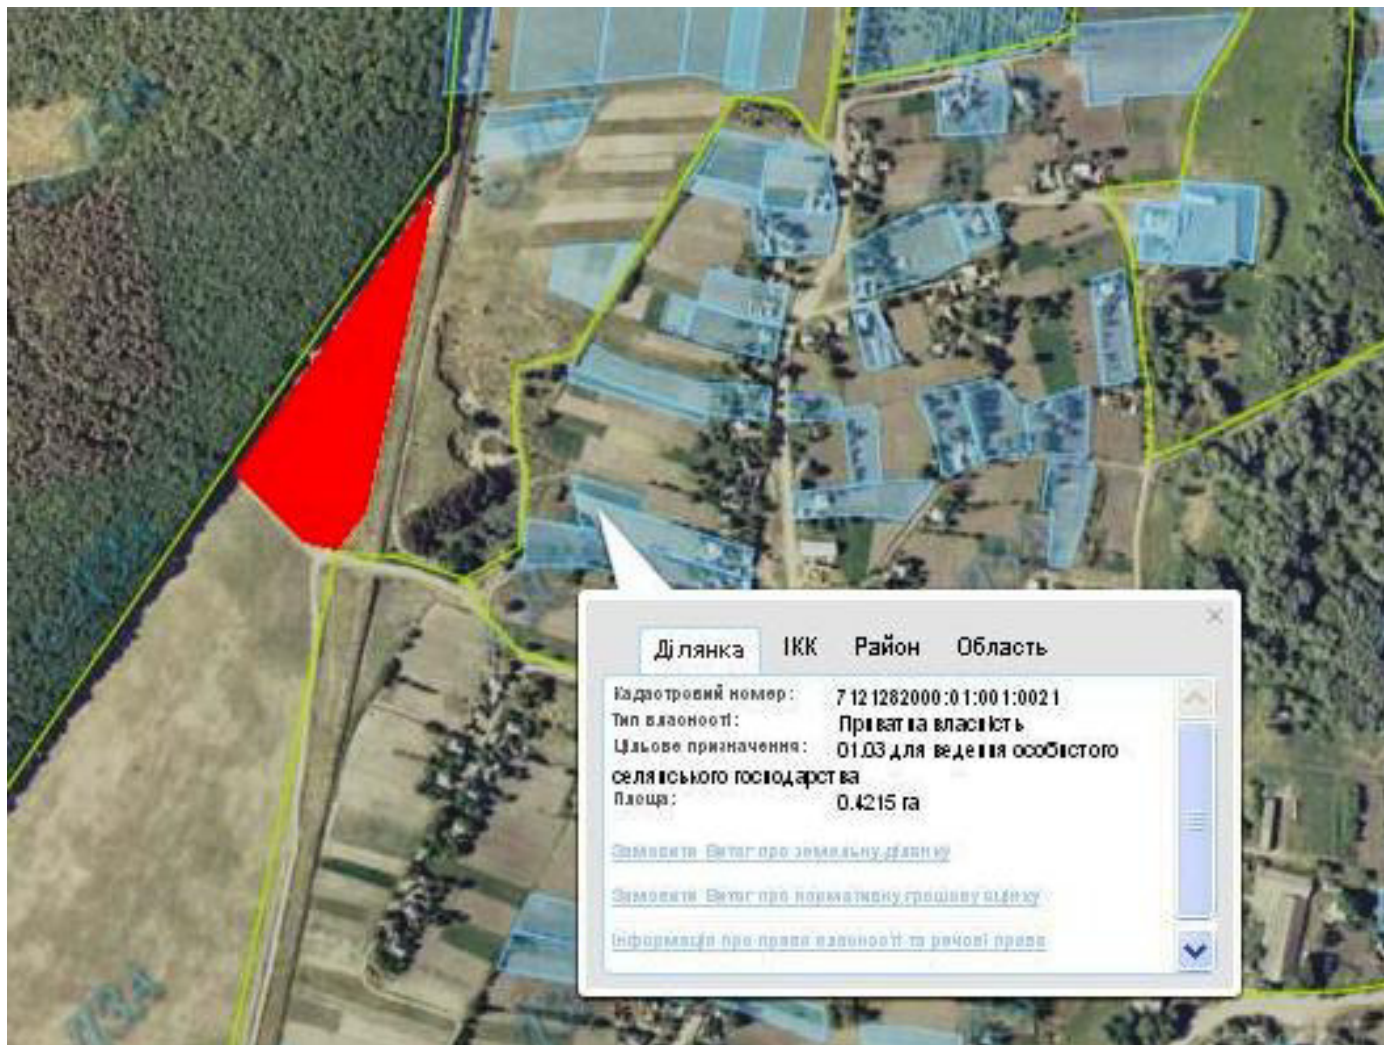 Ділянка ІКК Район Область
Кадастровий номер: 7121282000:01:001:0021
Тип власності: Приватна власність
Цільове призначення: 01.03 для ведення особистого
селянського господарства
Площа: 0.4215 га
Замовити Витяг про земельну ділянку
Замовити Витяг про нормативну грошову оцінку
Інформація про право власності та речові права